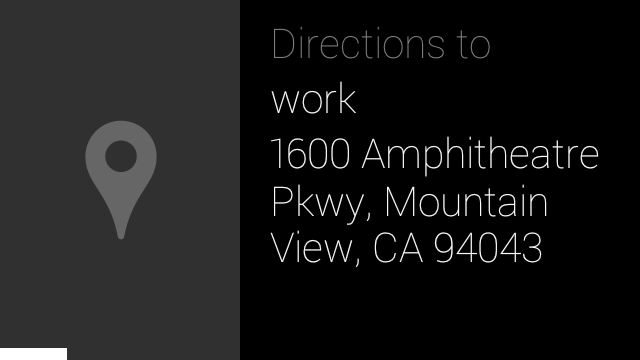 Directions to
work
1600 Amphitheatre
Pkwy, Mountain
View, CA 94043